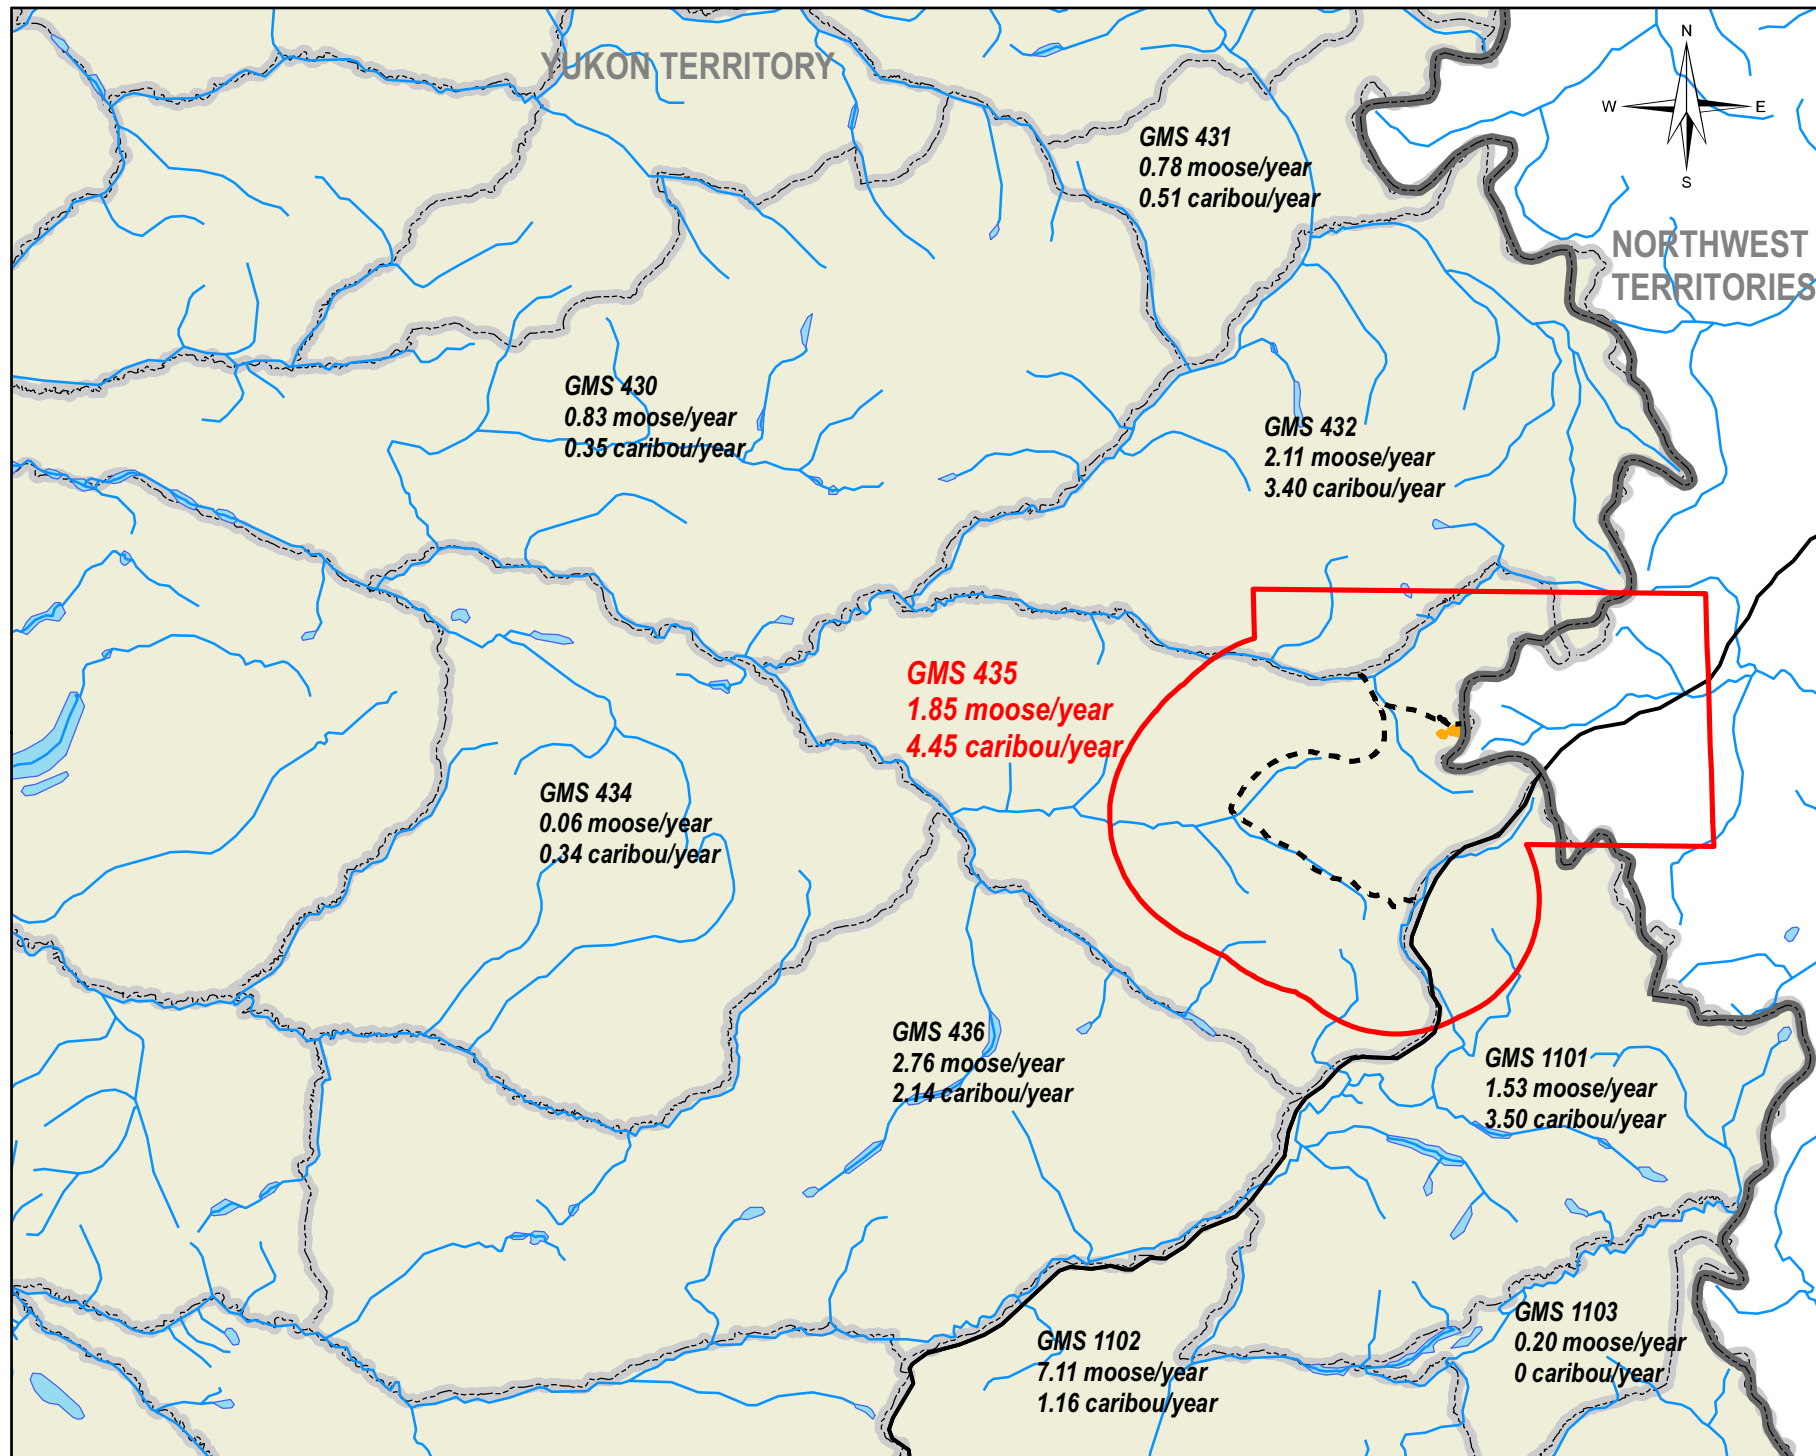 YUKON TERRITORY
N
W
E
S
GMS 431
0.78 moose/year
0.51 caribou/year
NORTHWEST
TERRITORIES
GMS 430
0.83 moose/year
0.35 caribou/year
GMS 432
2.11 moose/year
3.40 caribou/year
GMS 435
1.85 moose/year
4.45 caribou/year
GMS 434
0.06 moose/year
0.34 caribou/year
GMS 436
2.76 moose/year
2.14 caribou/year
GMS 1101
1.53 moose/year
3.50 caribou/year
GMS 1103
0.20 moose/year
0 caribou/year
GMS 1102
7.11 moose/year
1.16 caribou/year